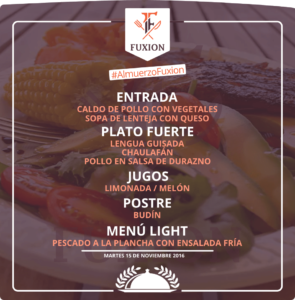 FUXION
#AlmuerzoFuxion
ENTRADA
CALDO DE POLLO CON VEGETALES
SOPA DE LENTEJA CON QUESO
PLATO FUERTE
LENGUA GUISADA
CHAULAFÁN
POLLO EN SALSA DE DURAZNO
JUGOS
LIMONADA / MELÓN
POSTRE
BUDÍN
MENÚ LIGHT
PESCADO A LA PLANCHA CON ENSALADA FRÍA
MARTES 15 DE NOVIEMBRE 2016